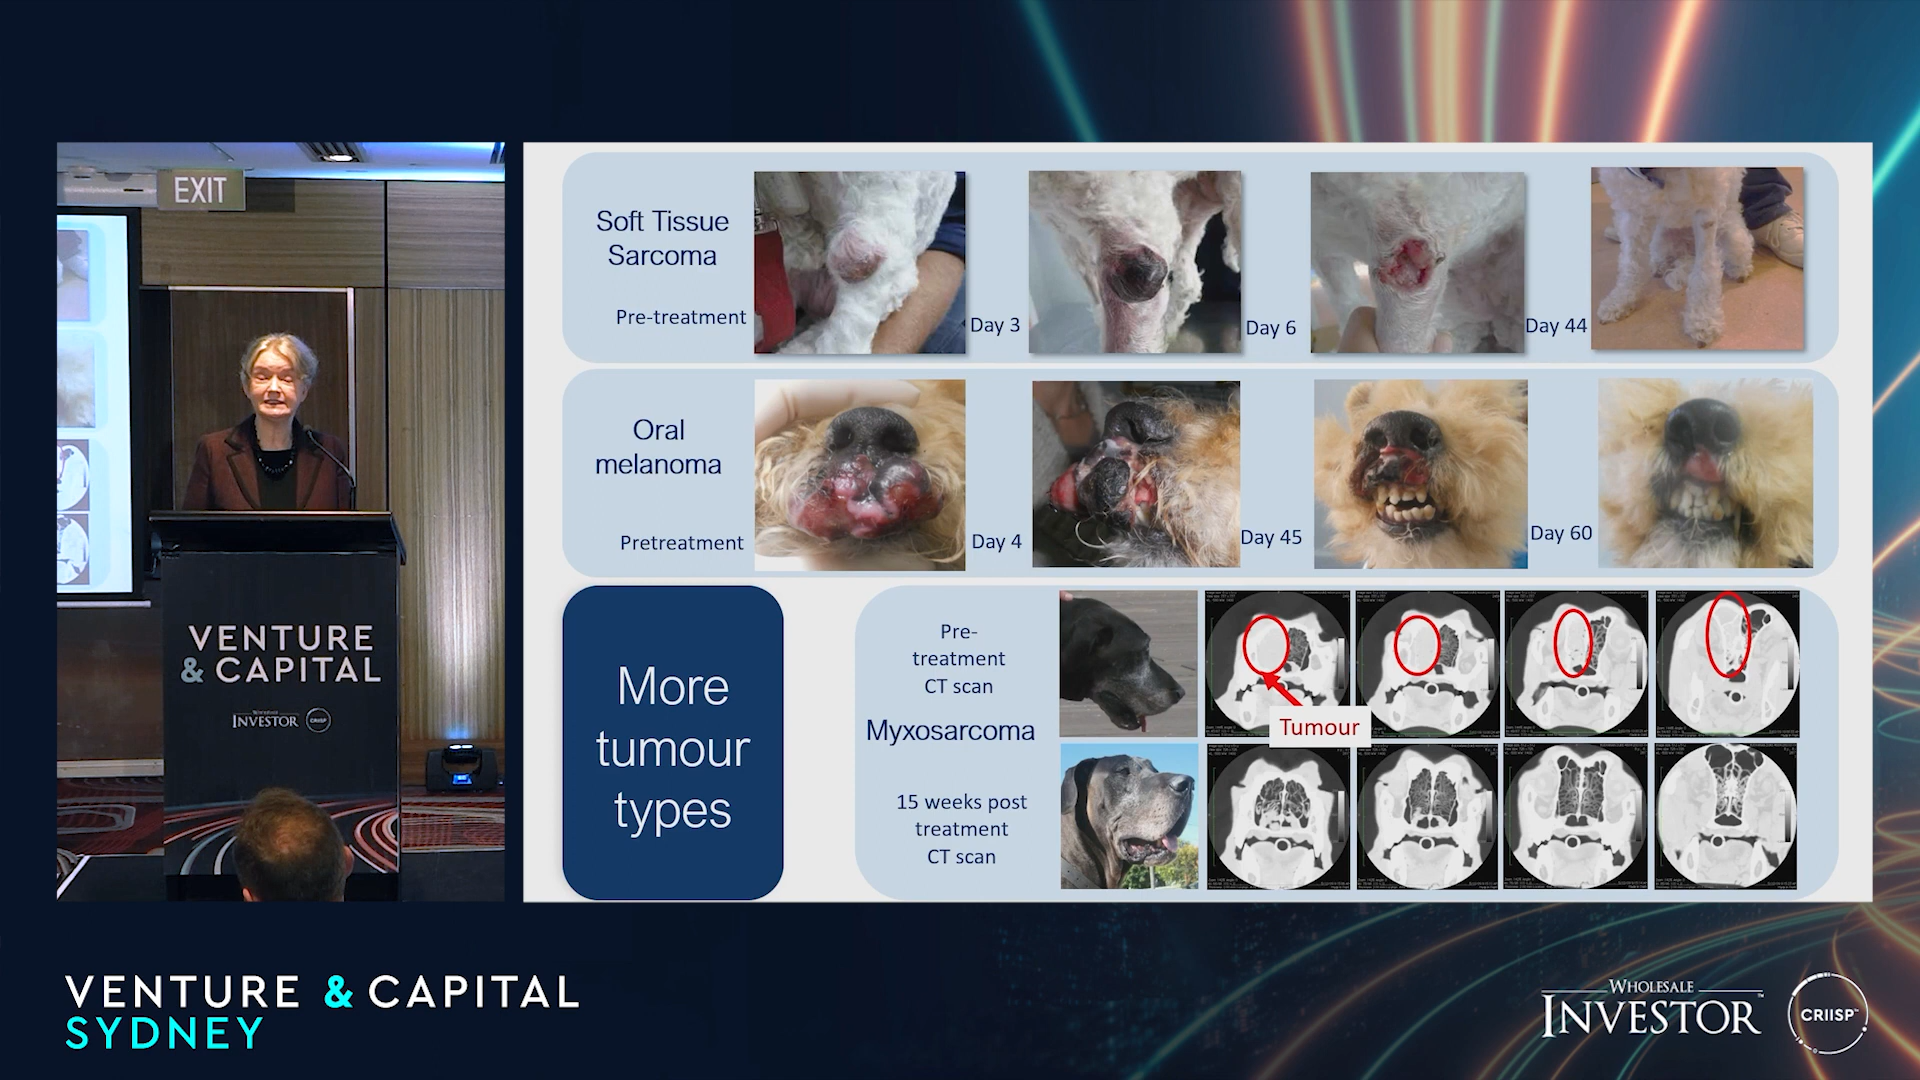 EXIT
VENTURE
& CAPITAL
WHOLESALE
INVESTOR
CRIISP
Soft Tissue
Sarcoma
Pre-treatment
Day 3
Day 6
Day 44
Oral
melanoma
Pretreatment
Day 4
Day 45
Day 60
More
tumour
types
Pre-
treatment
CT scan
Myxosarcoma
15 weeks post
treatment
CT scan
Tumour
VENTURE & CAPITAL
SYDNEY
WHOLESALE
INVESTOR™
CRIISP™